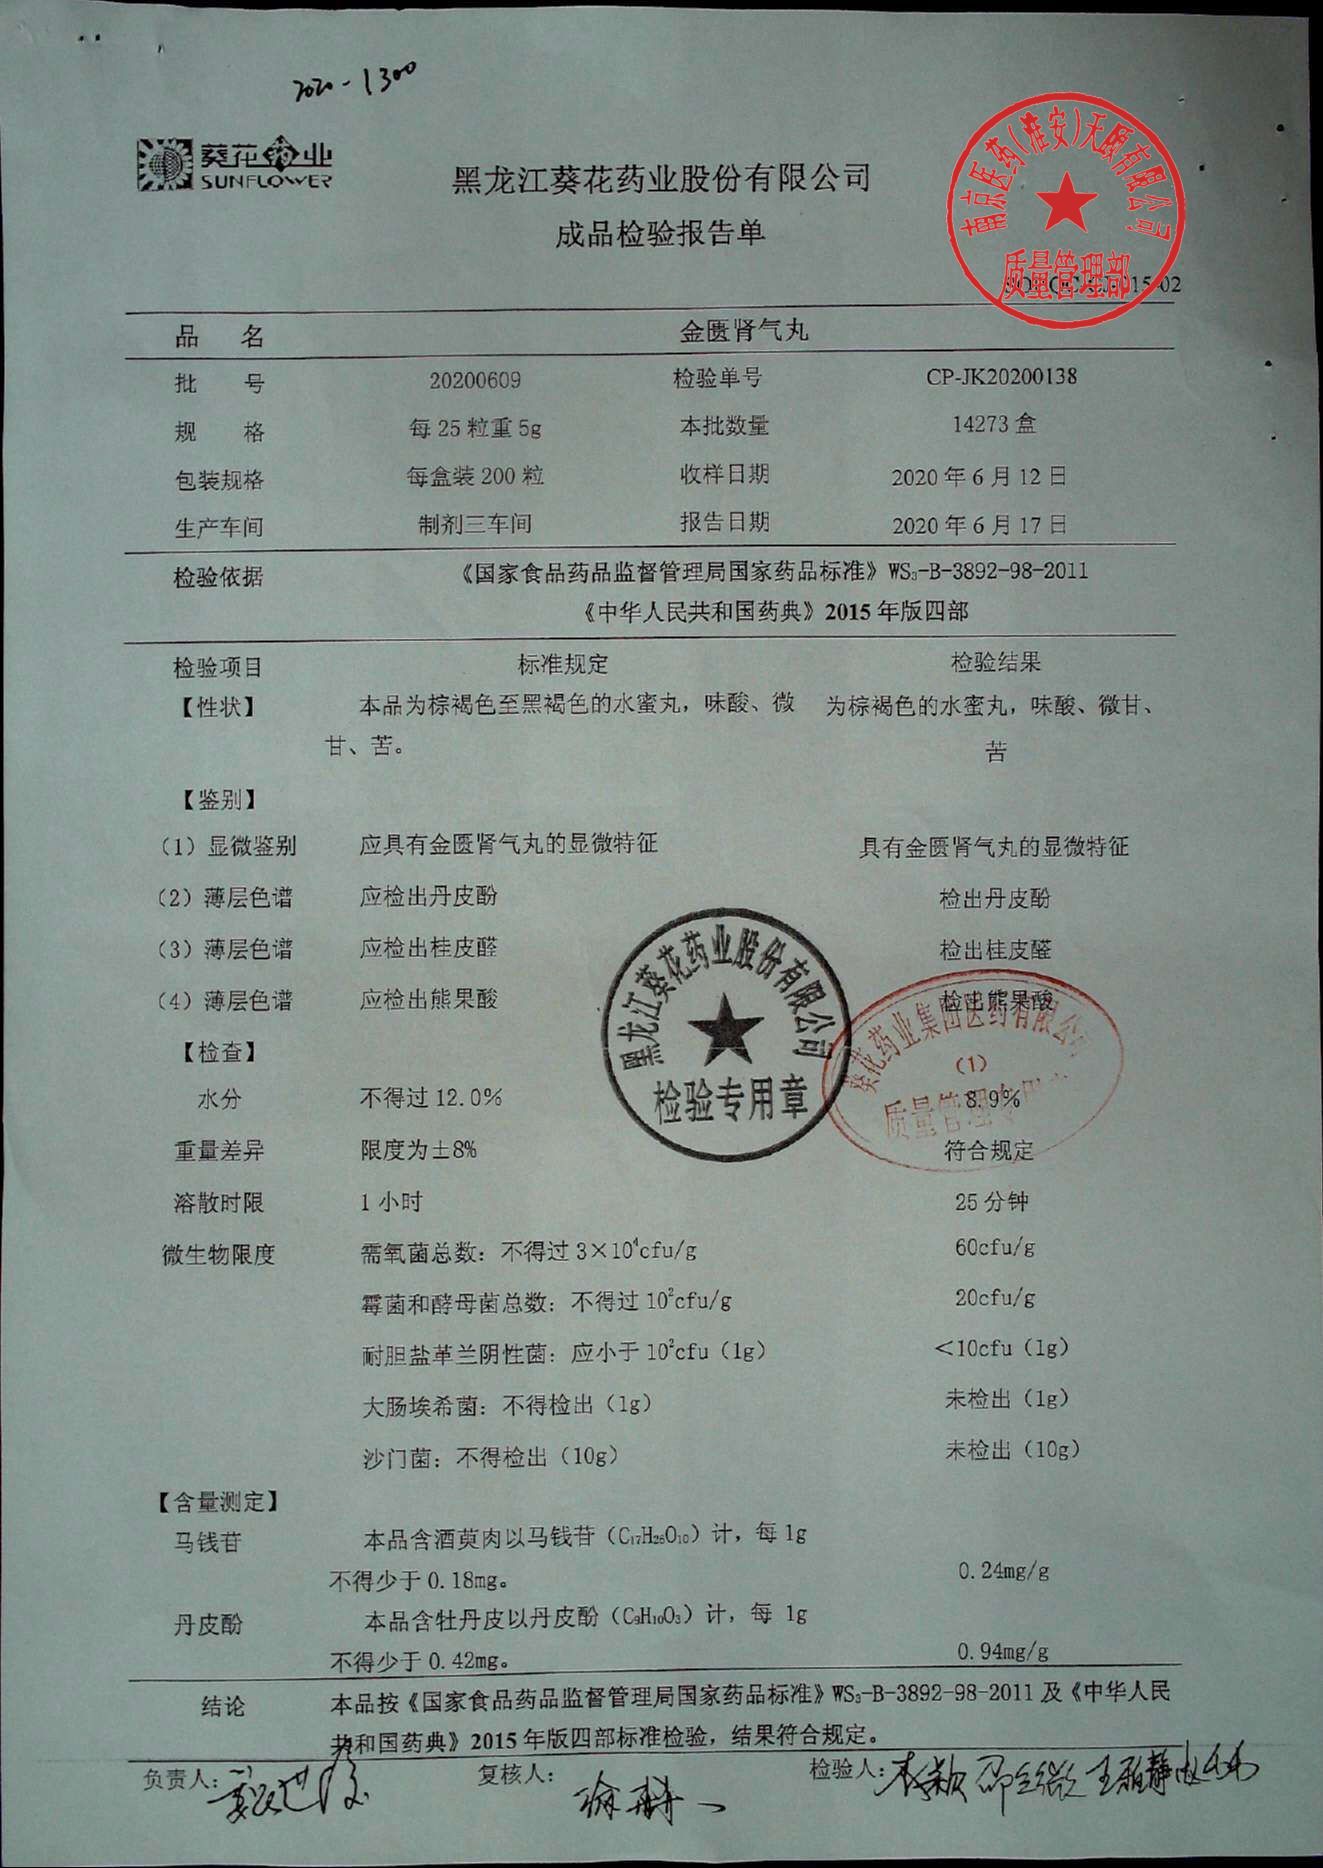 2020-1300
葵花药业
SUNFLOWER
黑龙江葵花药业股份有限公司
成品检验报告单
南京医药(淮安)天颐有限公司
质量管理部
15-02
品 名 金匮肾气丸
批 号 20200609 检验单号 CP-JK20200138
规 格 每25粒重5g 本批数量 14273盒
包装规格 每盒装200粒 收样日期 2020年6月12日
生产车间 制剂三车间 报告日期 2020年6月17日
检验依据 《国家食品药品监督管理局国家药品标准》WS₃-B-3892-98-2011
《中华人民共和国药典》2015年版四部
检验项目 标准规定 检验结果
【性状】 本品为棕褐色至黑褐色的水蜜丸，味酸、微 为棕褐色的水蜜丸，味酸、微甘、
甘、苦。 苦
【鉴别】
(1) 显微鉴别 应具有金匮肾气丸的显微特征 具有金匮肾气丸的显微特征
(2) 薄层色谱 应检出丹皮酚 检出丹皮酚
(3) 薄层色谱 应检出桂皮醛 检出桂皮醛
(4) 薄层色谱 应检出熊果酸 检出熊果酸
黑龙江葵花药业股份有限公司
检验专用章
葵花药业集团医药有限公司
(1)
质量管理专用章
【检查】
水分 不得过12.0% 8.9%
重量差异 限度为±8% 符合规定
溶散时限 1小时 25分钟
微生物限度 需氧菌总数：不得过3×10⁴cfu/g 60cfu/g
霉菌和酵母菌总数：不得过10²cfu/g 20cfu/g
耐胆盐革兰阴性菌：应小于10²cfu（1g） ＜10cfu（1g）
大肠埃希菌：不得检出（1g） 未检出（1g）
沙门菌：不得检出（10g） 未检出（10g）
【含量测定】
马钱苷 本品含酒萸肉以马钱苷（C₁₇H₂₆O₁₀）计，每1g
不得少于0.18mg。 0.24mg/g
丹皮酚 本品含牡丹皮以丹皮酚（C₉H₁₀O₃）计，每 1g
不得少于0.42mg。 0.94mg/g
结论 本品按《国家食品药品监督管理局国家药品标准》WS₃-B-3892-98-2011及《中华人民
共和国药典》2015年版四部标准检验，结果符合规定。
负责人： 复核人： 检验人：